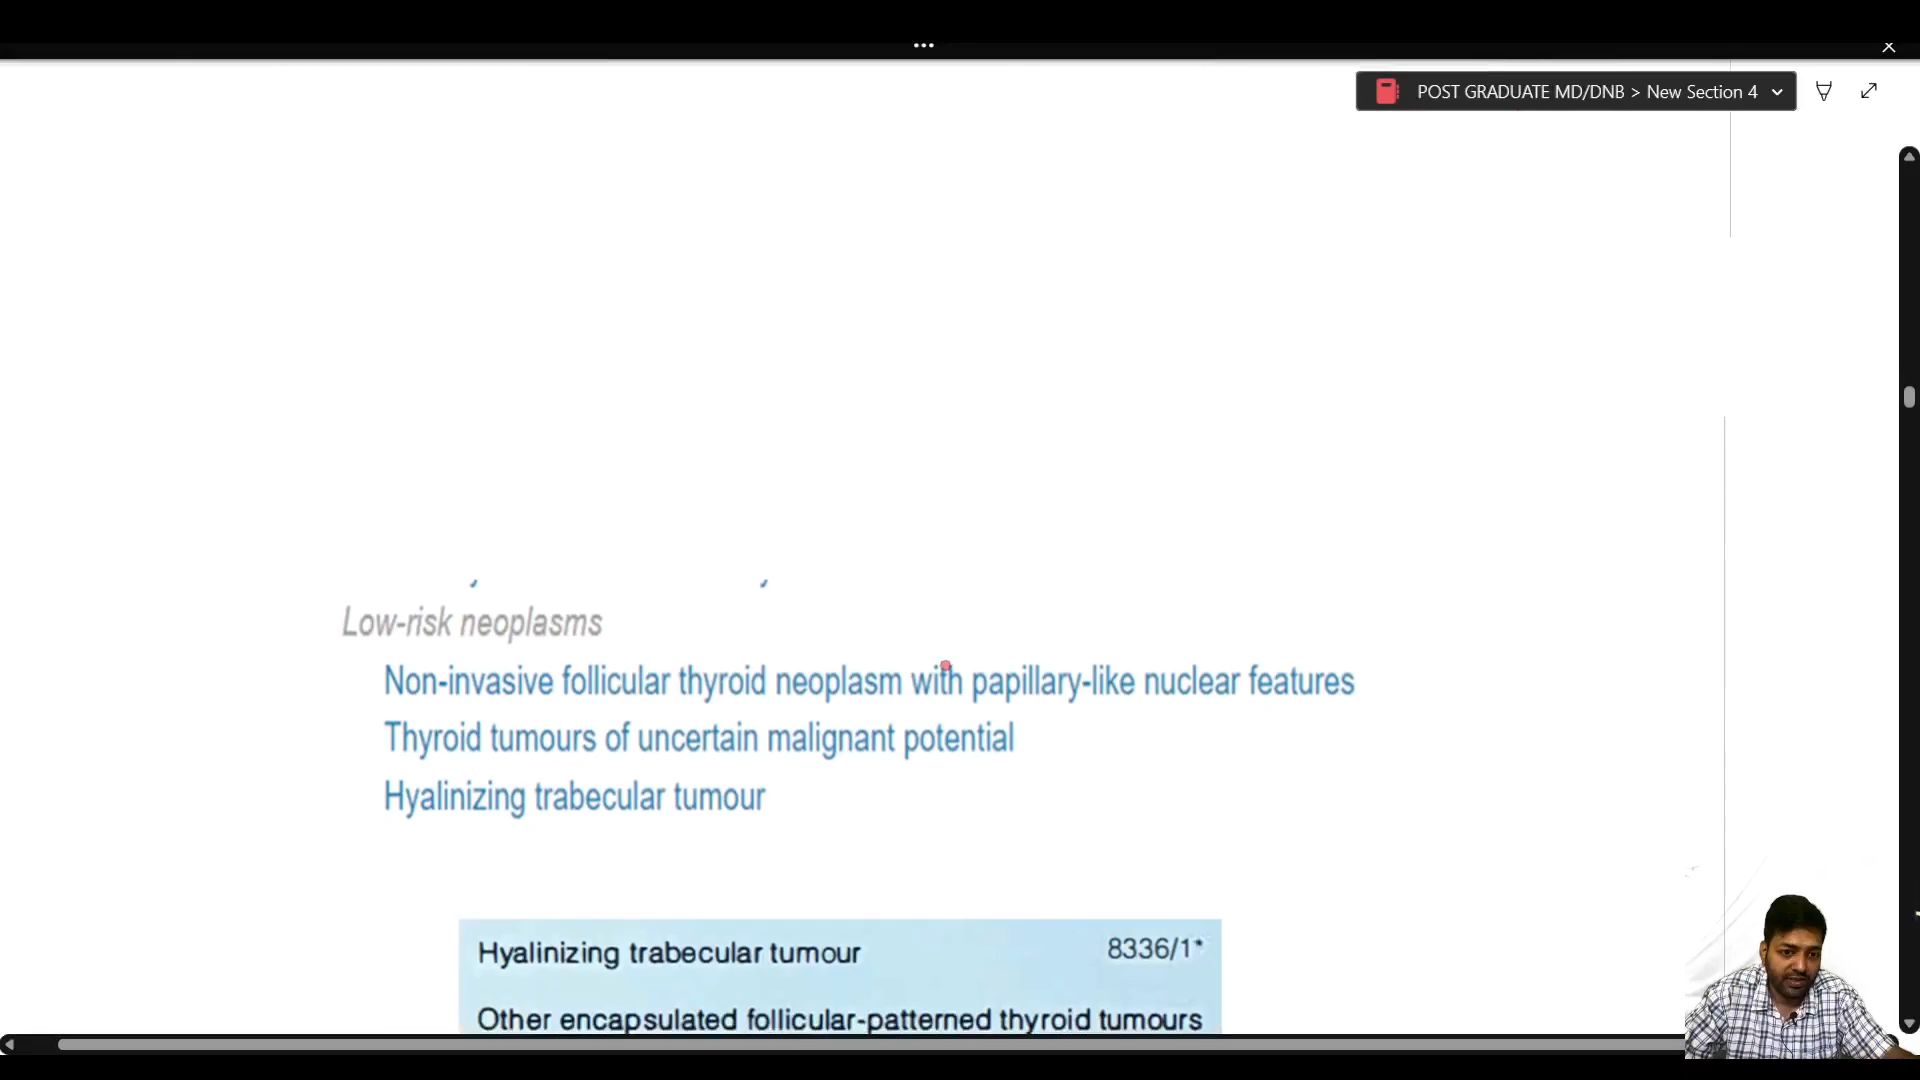 POST GRADUATE MD/DNB > New Section 4
Low-risk neoplasms
Non-invasive follicular thyroid neoplasm with papillary-like nuclear features
Thyroid tumours of uncertain malignant potential
Hyalinizing trabecular tumour
Hyalinizing trabecular tumour 8336/1*
Other encapsulated follicular-patterned thyroid tumours